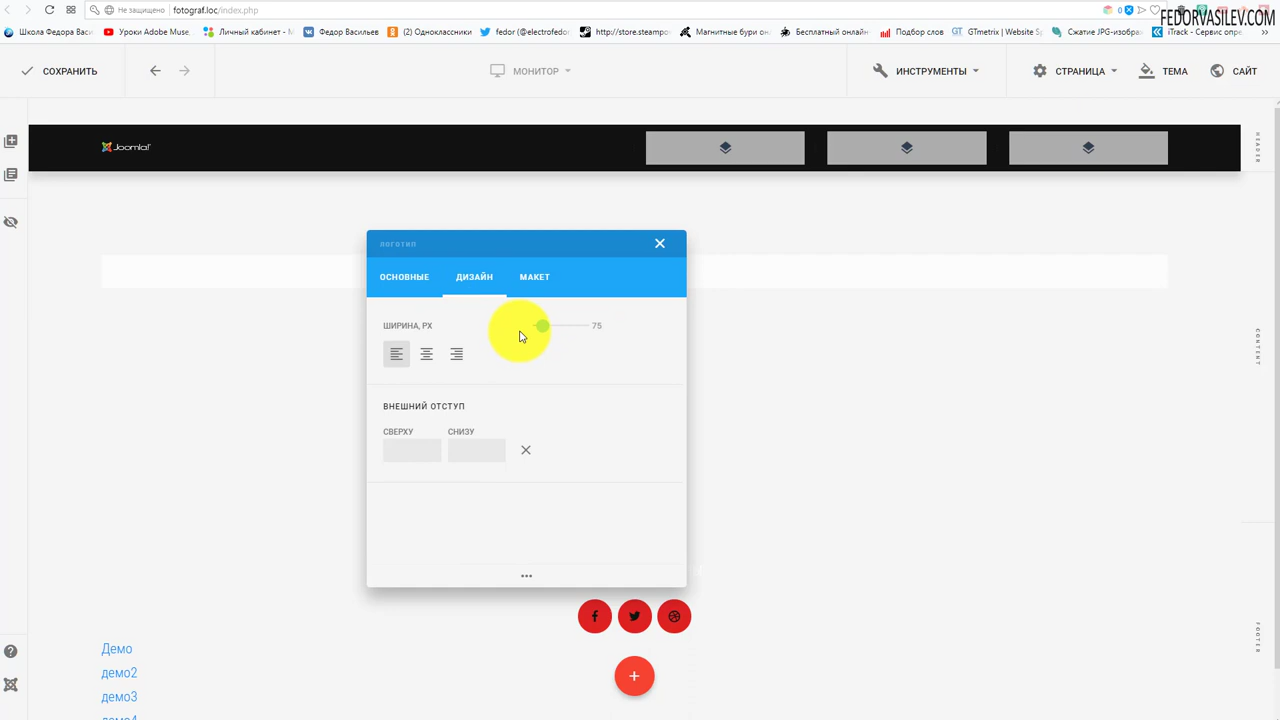 Не защищено fotograf.loc/index.php 0
FEDORVASILEV.COM
Школа Федора Васи Уроки Adobe Muse... Личный кабинет - М Федор Васильев (2) Одноклассники fedor (@electrofedor http://store.steampo Магнитные бури он Бесплатный онлайн Подбор слов GTmetrix | Website Sp Сжатие JPG-изобра iTrack - Сервис опре
СОХРАНИТЬ МОНИТОР ИНСТРУМЕНТЫ СТРАНИЦА ТЕМА САЙТ
Joomla!
HEADER
ЛОГОТИП
ОСНОВНЫЕ ДИЗАЙН МАКЕТ
ШИРИНА, PX 75
ВНЕШНИЙ ОТСТУП
СВЕРХУ СНИЗУ
CONTENT
FOOTER
Демо
демо2
демо3
демо4